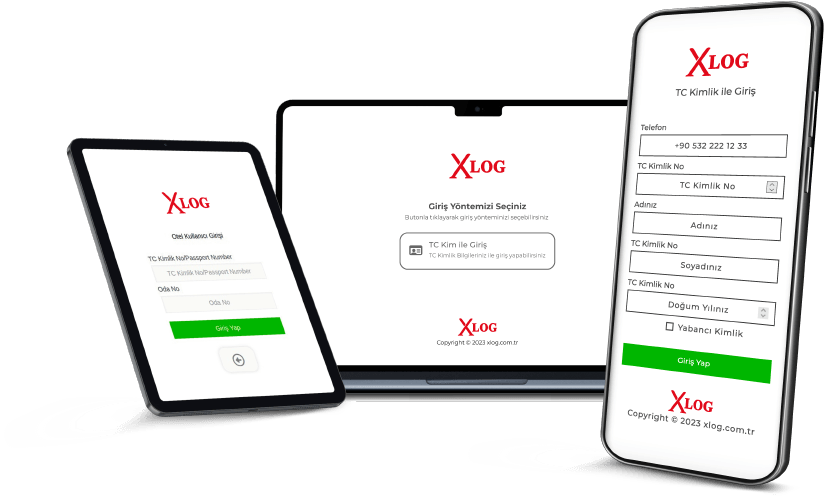 XLOG
Otel Kullanıcı Girişi
TC Kimlik No/Passport Number
TC Kimlik No/Passport Number
Oda No
Oda No
Giriş Yap
XLOG
Giriş Yöntemizi Seçiniz
Butonla tıklayarak giriş yönteminizi seçebilirsiniz
TC Kim ile Giriş
TC Kimlik Bilgileriniz ile giriş yapabilirsiniz
XLOG
Copyright © 2023 xlog.com.tr
XLOG
TC Kimlik ile Giriş
Telefon
+90 532 222 12 33
TC Kimlik No
TC Kimlik No
Adınız
Adınız
TC Kimlik No
Soyadınız
TC Kimlik No
Doğum Yılınız
Yabancı Kimlik
Giriş Yap
XLOG
Copyright © 2023 xlog.com.tr